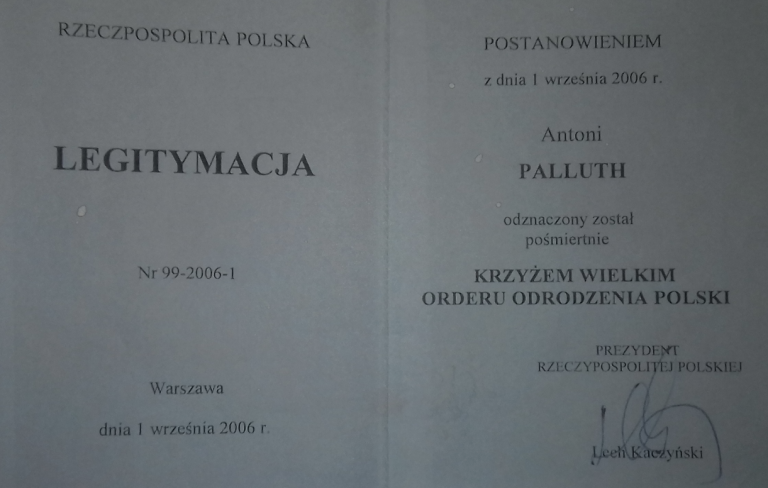 RZECZPOSPOLITA POLSKA
LEGITYMACJA
Nr 99-2006-1
Warszawa
dnia 1 września 2006 r.
POSTANOWIENIEM
z dnia 1 września 2006 r.
Antoni
PALLUTH
odznaczony został
pośmiertnie
KRZYŻEM WIELKIM
ORDERU ODRODZENIA POLSKI
PREZYDENT
RZECZYPOSPOLITEJ POLSKIEJ
Lech Kaczyński